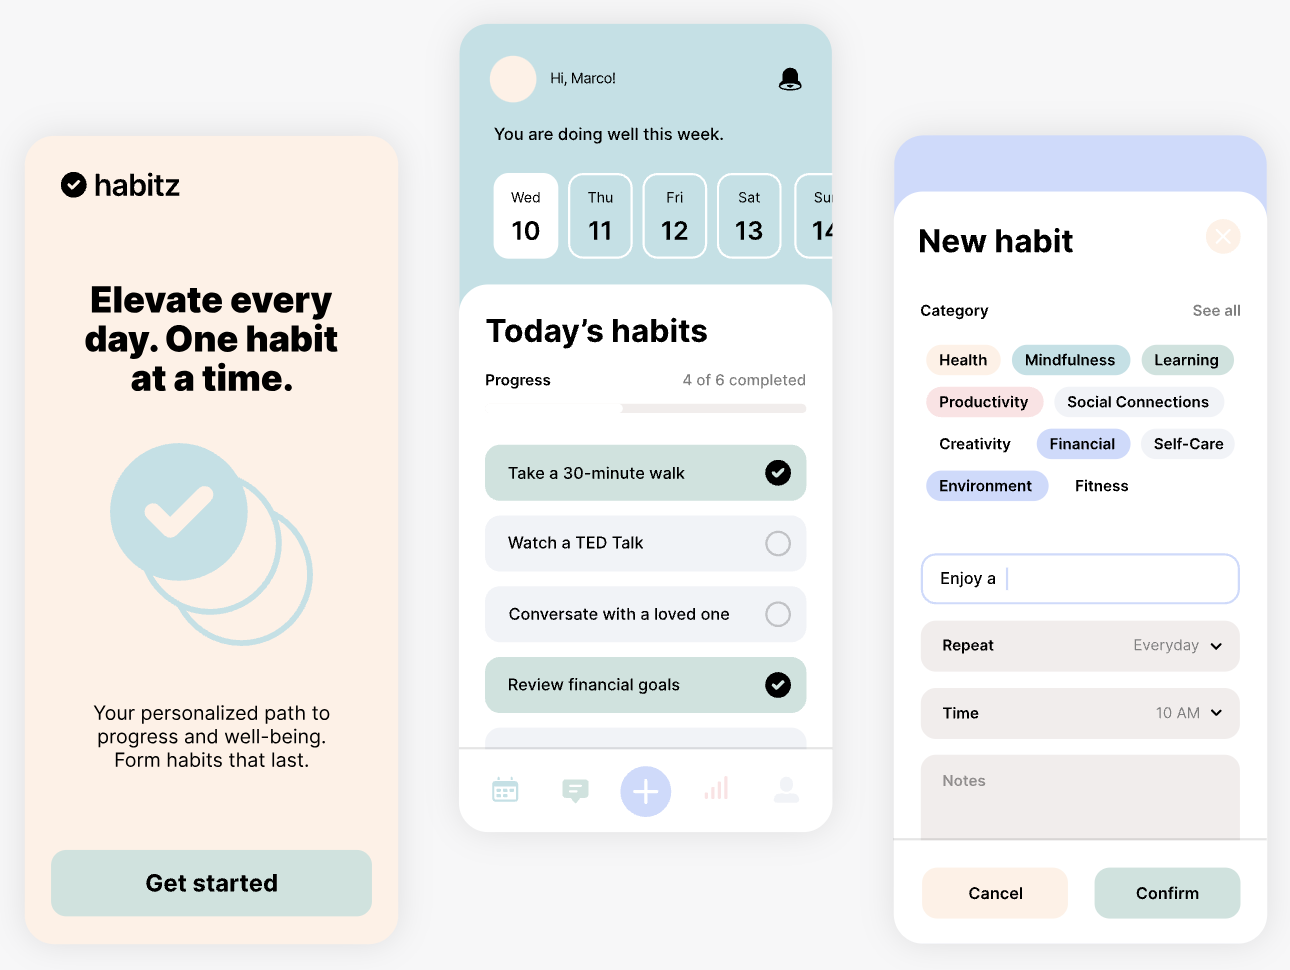 habitz
Elevate every
day. One habit
at a time.
Your personalized path to
progress and well-being.
Form habits that last.
Get started
Hi, Marco!
You are doing well this week.
Wed Thu Fri Sat Sun
10 11 12 13 14
Today’s habits
Progress 4 of 6 completed
Take a 30-minute walk
Watch a TED Talk
Conversate with a loved one
Review financial goals
New habit
Category See all
Health Mindfulness Learning
Productivity Social Connections
Creativity Financial Self-Care
Environment Fitness
Enjoy a
Repeat Everyday
Time 10 AM
Notes
Cancel Confirm